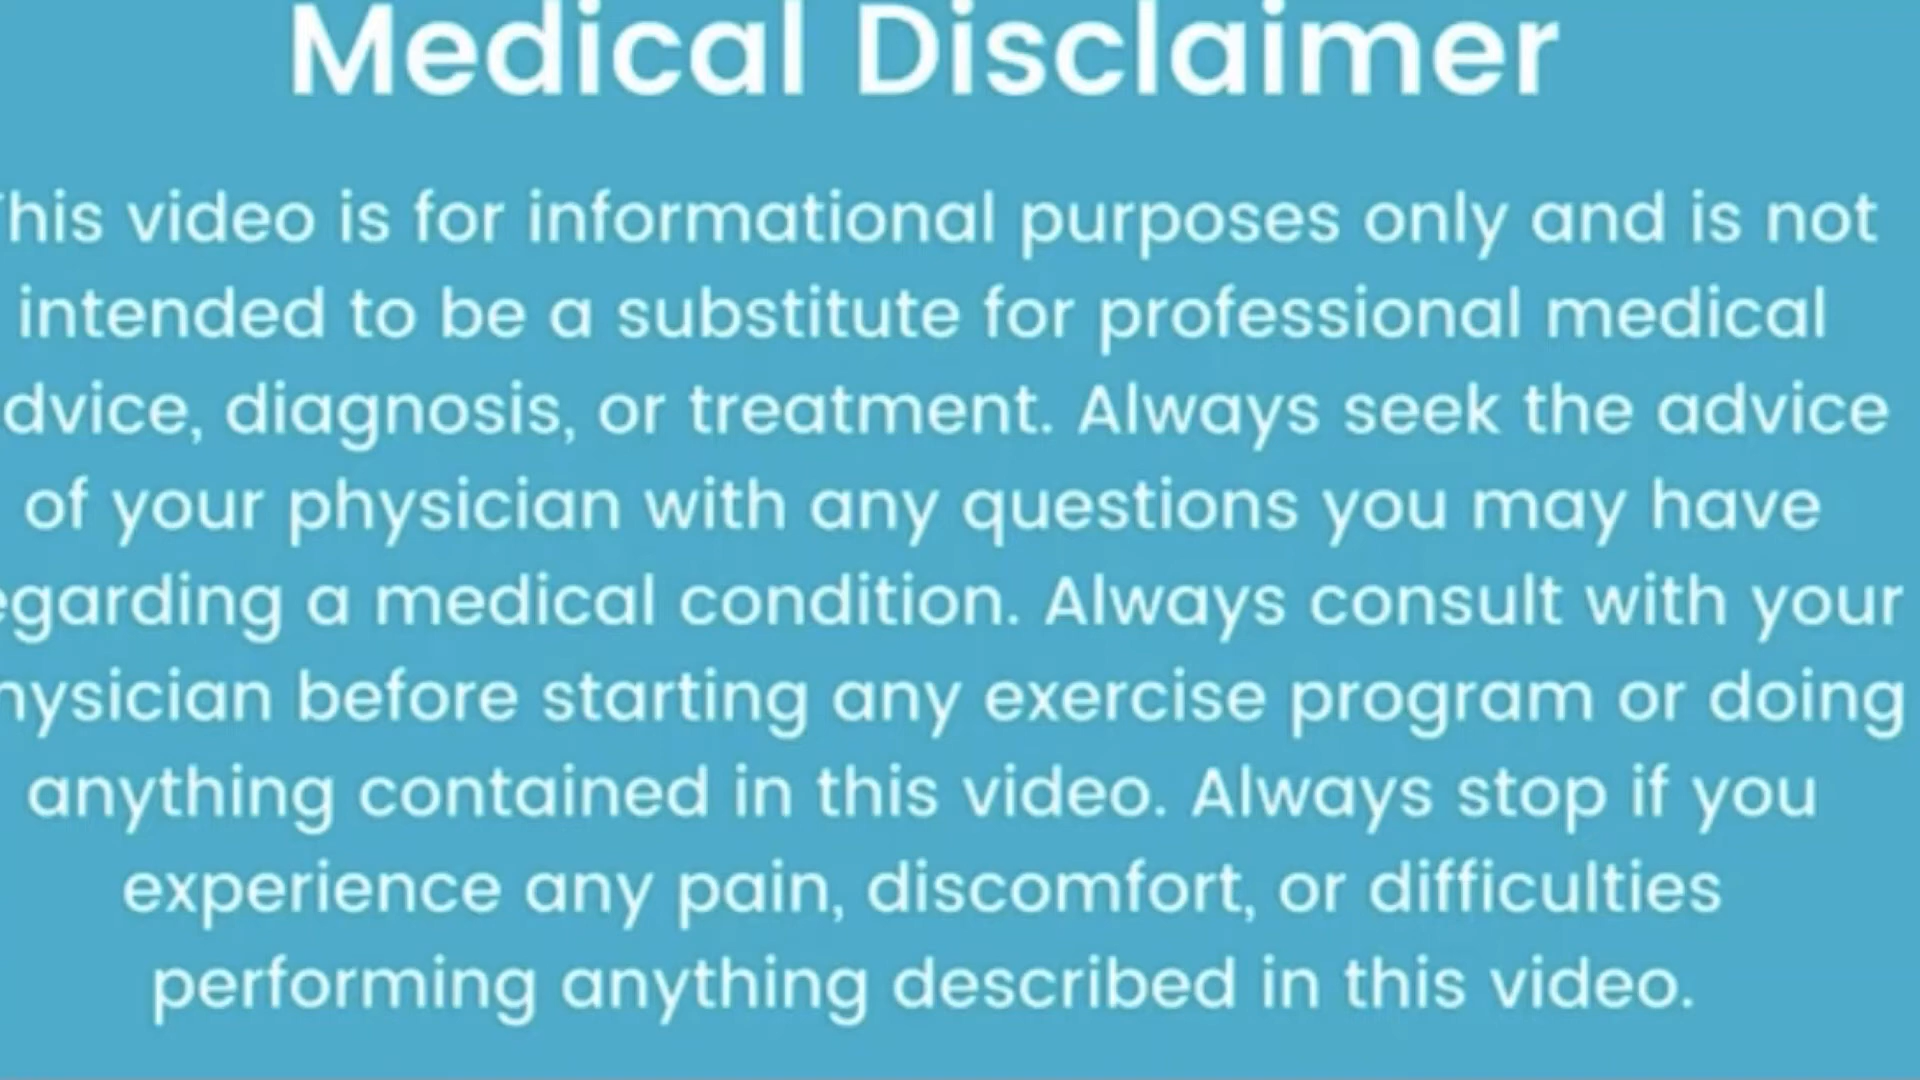 Medical Disclaimer
This video is for informational purposes only and is not
intended to be a substitute for professional medical
dvice, diagnosis, or treatment. Always seek the advice
of your physician with any questions you may have
egarding a medical condition. Always consult with your
hysician before starting any exercise program or doing
anything contained in this video. Always stop if you
experience any pain, discomfort, or difficulties
performing anything described in this video.